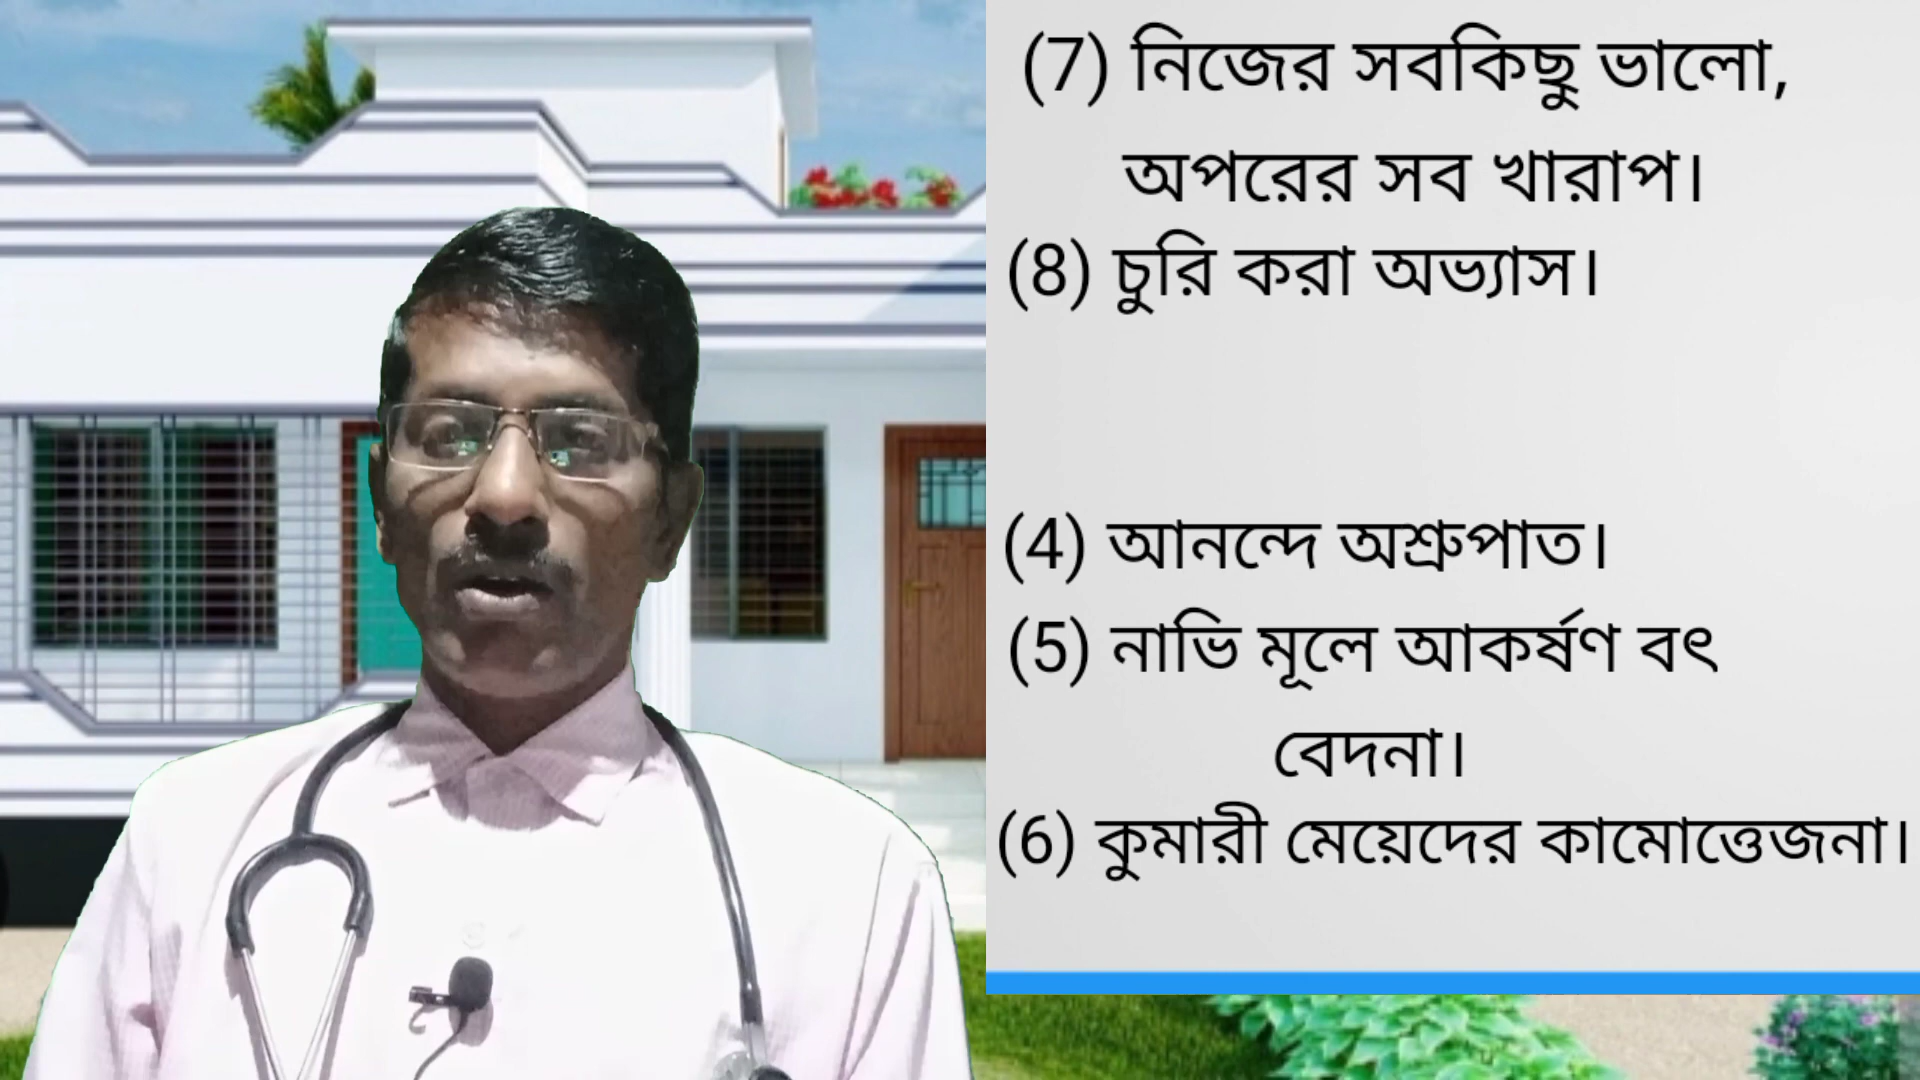 (7) নিজের সবকিছু ভালো,
অপরের সব খারাপ।
(8) চুরি করা অভ্যাস।
(4) আনন্দে অশ্রুপাত।
(5) নাভি মূলে আকর্ষণ বৎ
বেদনা।
(6) কুমারী মেয়েদের কামোত্তেজনা।